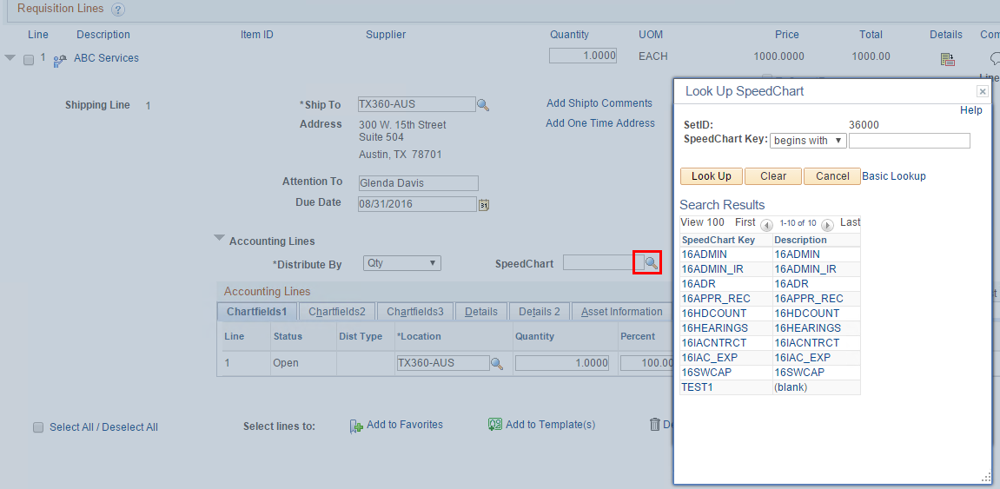 Requisition Lines ?
Line Description Item ID Supplier Quantity UOM Price Total Details Com
1 ABC Services 1.0000 EACH 1000.0000 1000.00
Line
Shipping Line 1
*Ship To TX360-AUS Add Shipto Comments
Address 300 W. 15th Street Add One Time Address
Suite 504
Austin, TX 78701
Attention To Glenda Davis
Due Date 08/31/2016 31
Accounting Lines
*Distribute By Qty SpeedChart
Accounting Lines
Chartfields1 Chartfields2 Chartfields3 Details Details 2 Asset Information
Line Status Dist Type *Location Quantity Percent
1 Open TX360-AUS 1.0000 100.00
Select All / Deselect All Select lines to: Add to Favorites Add to Template(s) De
Look Up SpeedChart ×
Help
SetID: 36000
SpeedChart Key: begins with
Look Up Clear Cancel Basic Lookup
Search Results
View 100 First 1-10 of 10 Last
SpeedChart Key Description
16ADMIN 16ADMIN
16ADMIN_IR 16ADMIN_IR
16ADR 16ADR
16APPR_REC 16APPR_REC
16HDCOUNT 16HDCOUNT
16HEARINGS 16HEARINGS
16IACNTRCT 16IACNTRCT
16IAC_EXP 16IAC_EXP
16SWCAP 16SWCAP
TEST1 (blank)